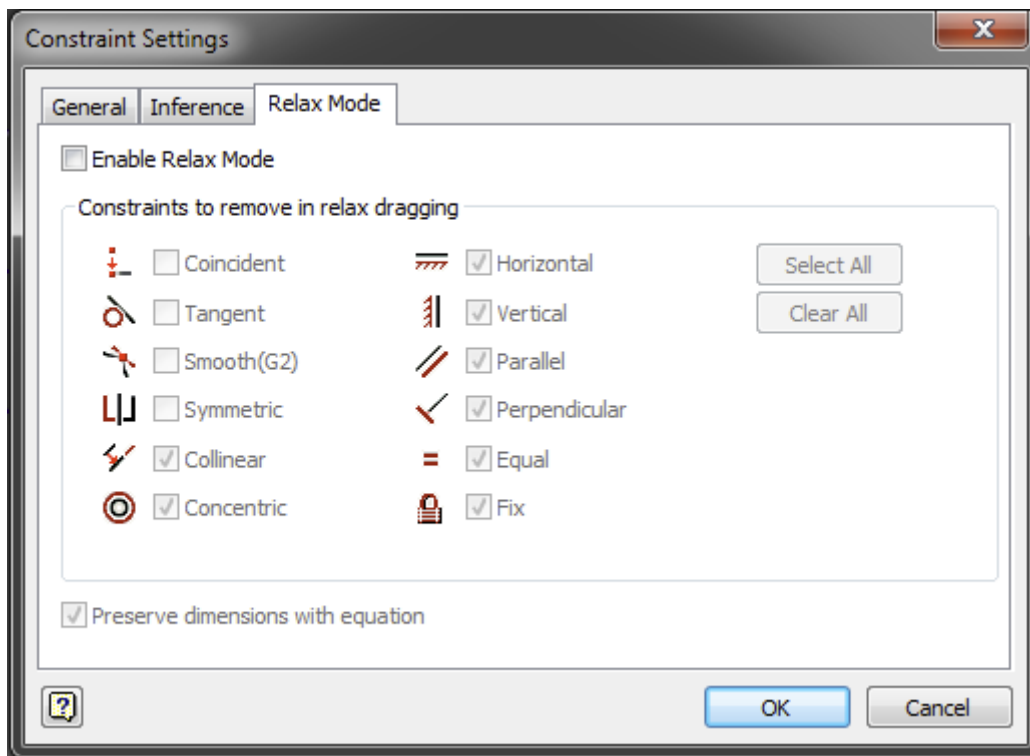 Constraint Settings
General Inference Relax Mode
Enable Relax Mode
Constraints to remove in relax dragging
Coincident Horizontal Select All
Tangent Vertical Clear All
Smooth(G2) Parallel
Symmetric Perpendicular
Collinear Equal
Concentric Fix
Preserve dimensions with equation
OK Cancel